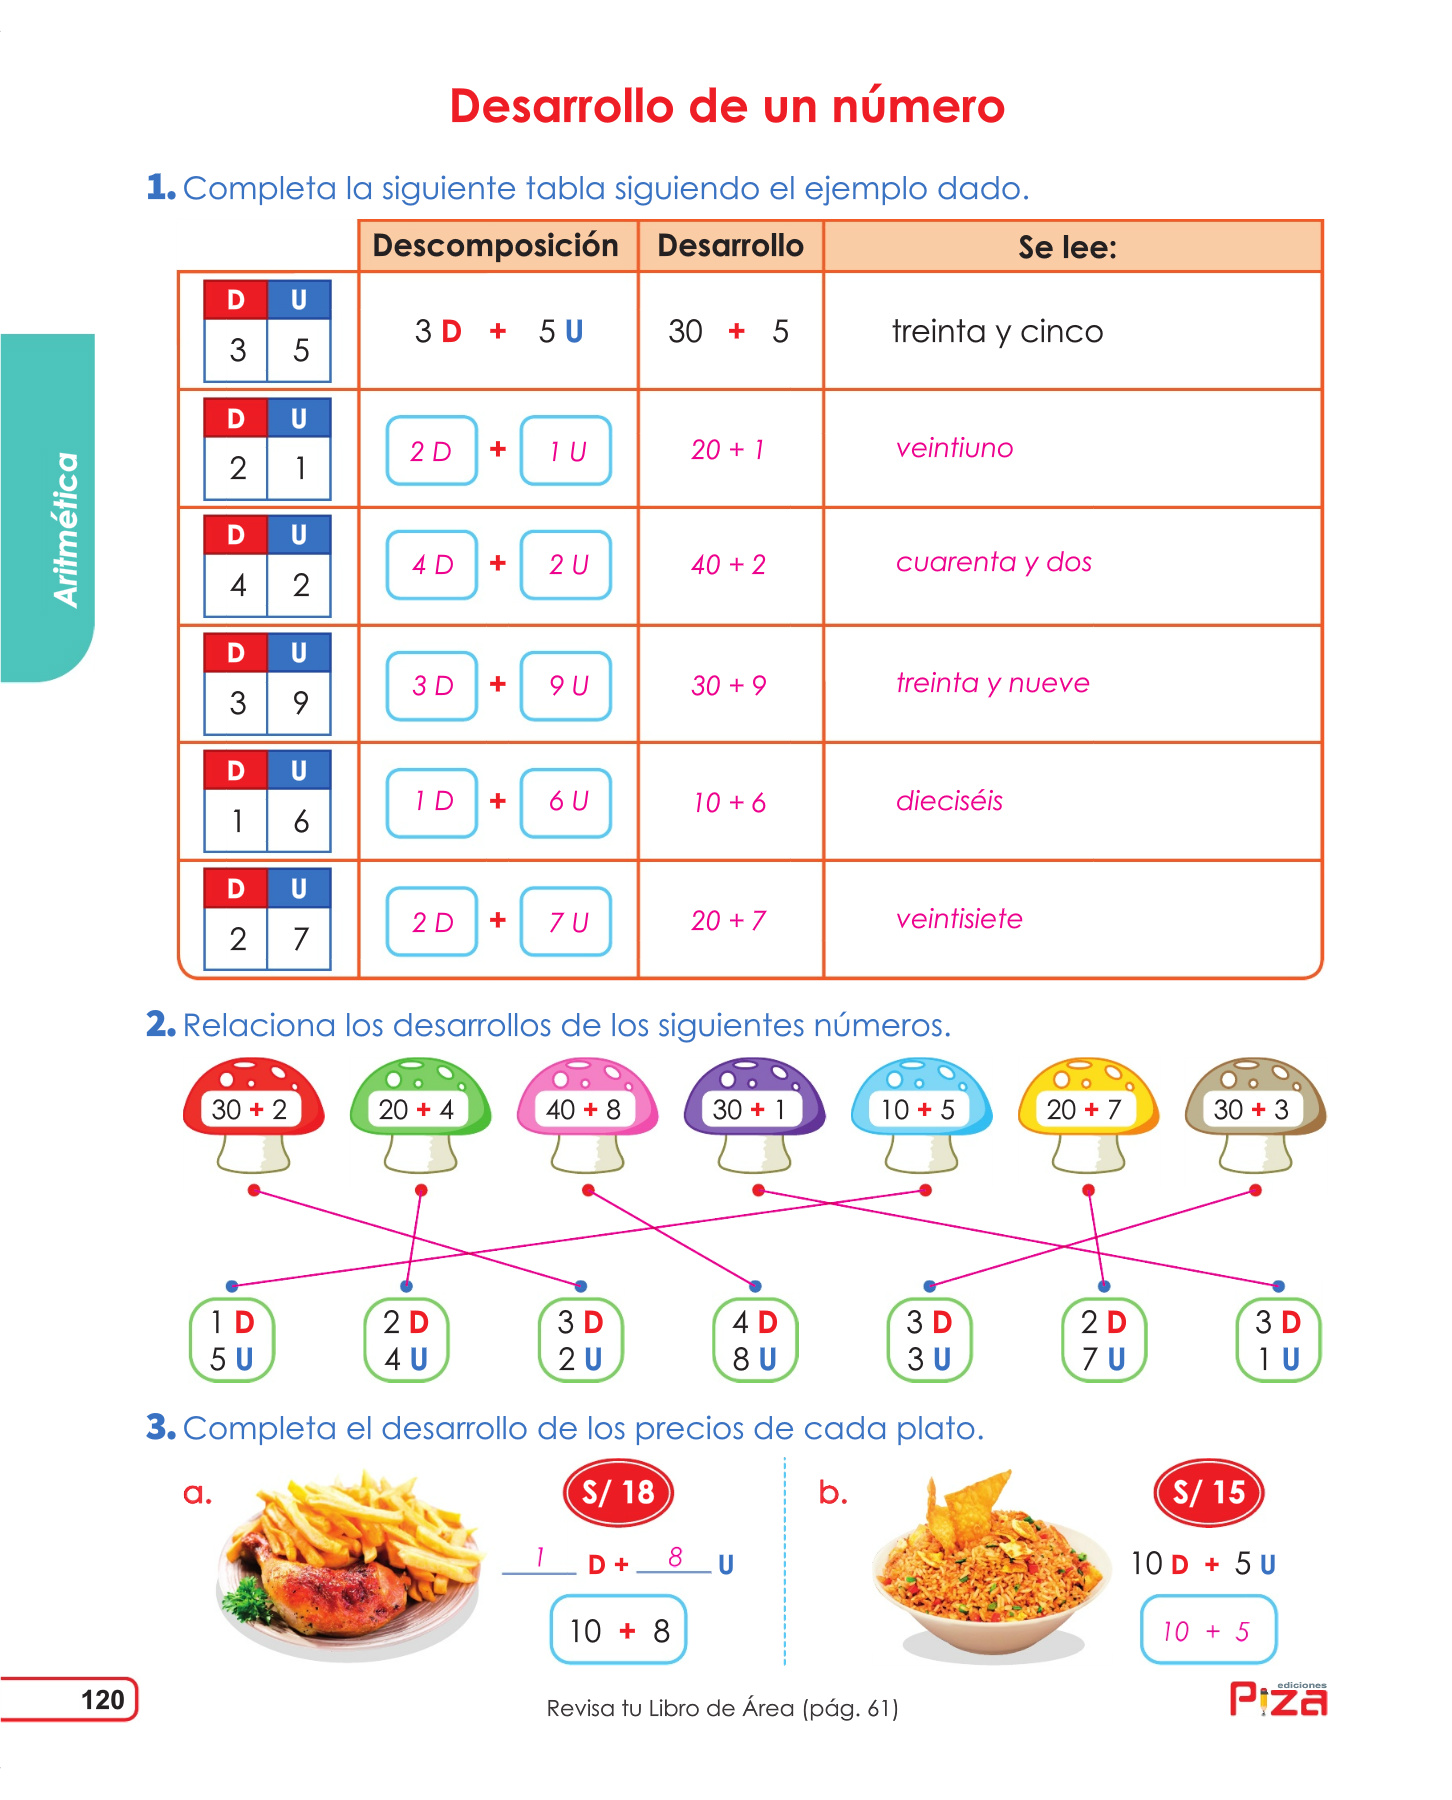 Desarrollo de un número
1. Completa la siguiente tabla siguiendo el ejemplo dado.
Descomposición Desarrollo Se lee:
D U
3 5
3 D + 5 U 30 + 5 treinta y cinco
D U
2 1
2 D + 1 U 20 + 1 veintiuno
D U
4 2
4 D + 2 U 40 + 2 cuarenta y dos
D U
3 9
3 D + 9 U 30 + 9 treinta y nueve
D U
1 6
1 D + 6 U 10 + 6 dieciséis
D U
2 7
2 D + 7 U 20 + 7 veintisiete
Aritmética
2. Relaciona los desarrollos de los siguientes números.
30 + 2 20 + 4 40 + 8 30 + 1 10 + 5 20 + 7 30 + 3
1 D 2 D 3 D 4 D 3 D 2 D 3 D
5 U 4 U 2 U 8 U 3 U 7 U 1 U
3. Completa el desarrollo de los precios de cada plato.
a.
S/ 18
1 D + 8 U
10 + 8
b.
S/ 15
10 D + 5 U
10 + 5
120
Revisa tu Libro de Área (pág. 61)
ediciones
Piza